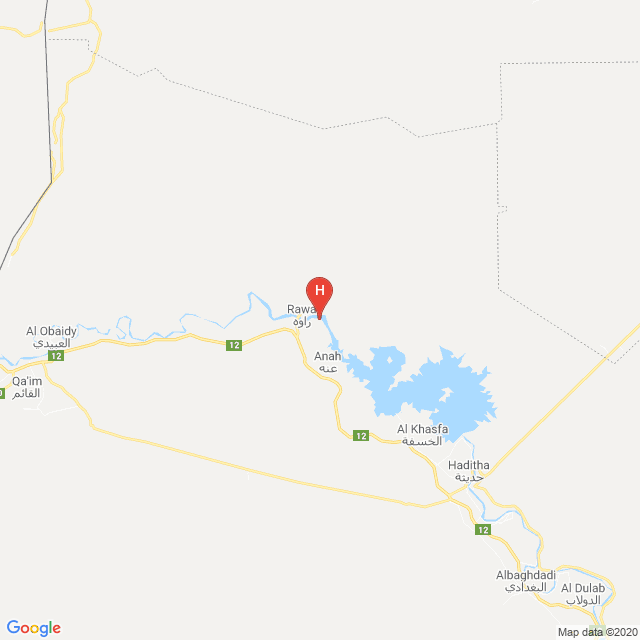 H
Rawa
راوه
Al Obaidy
العبيدي
12
12
Anah
عنه
Qa'im
القائم
Al Khasfa
الخسفة
12
Haditha
حديثة
12
Albaghdadi
البغدادي
Al Dulab
الدولاب
Google
Map data ©2020